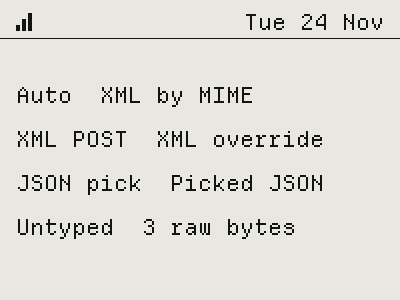 Tue 24 Nov
Auto  XML by MIME
XML POST  XML override
JSON pick  Picked JSON
Untyped  3 raw bytes